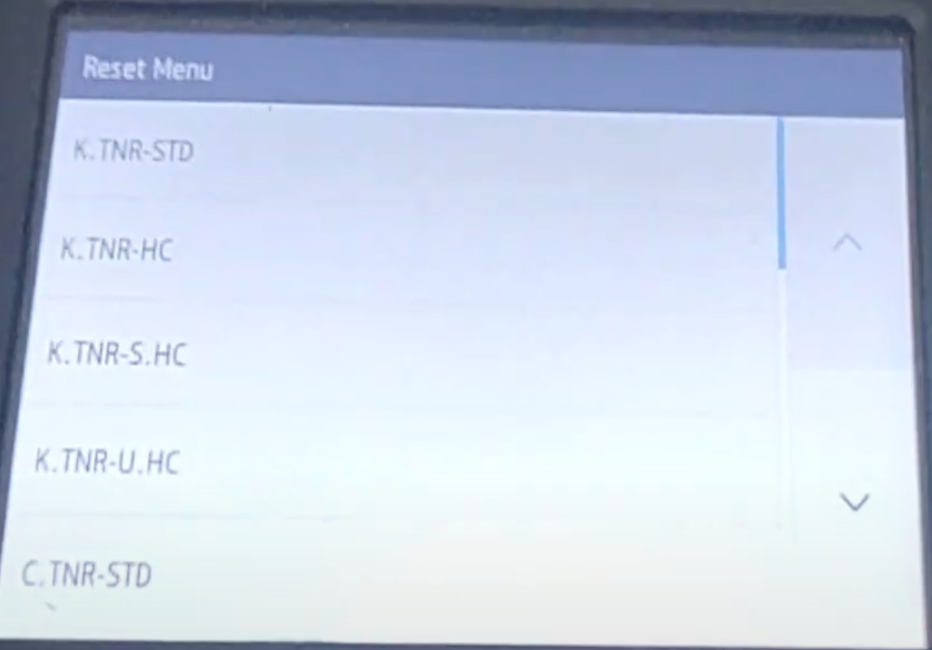 Reset Menu
K.TNR-STD
K.TNR-HC
K.TNR-S.HC
K.TNR-U.HC
C.TNR-STD